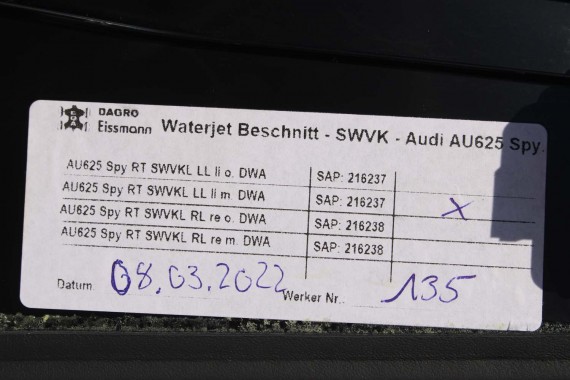 DAGRO
EGA Eissmann Waterjet Beschnitt - SWVK - Audi AU625 Spy.
AU625 Spy RT SWVKL LL li o. DWA SAP: 216237
AU625 Spy RT SWVKL LL li m. DWA SAP: 216237 X
AU625 Spy RT SWVKL RL re o. DWA SAP: 216238
AU625 Spy RT SWVKL RL re m. DWA SAP: 216238
Datum: 08.03.2022 Werker Nr.: 135